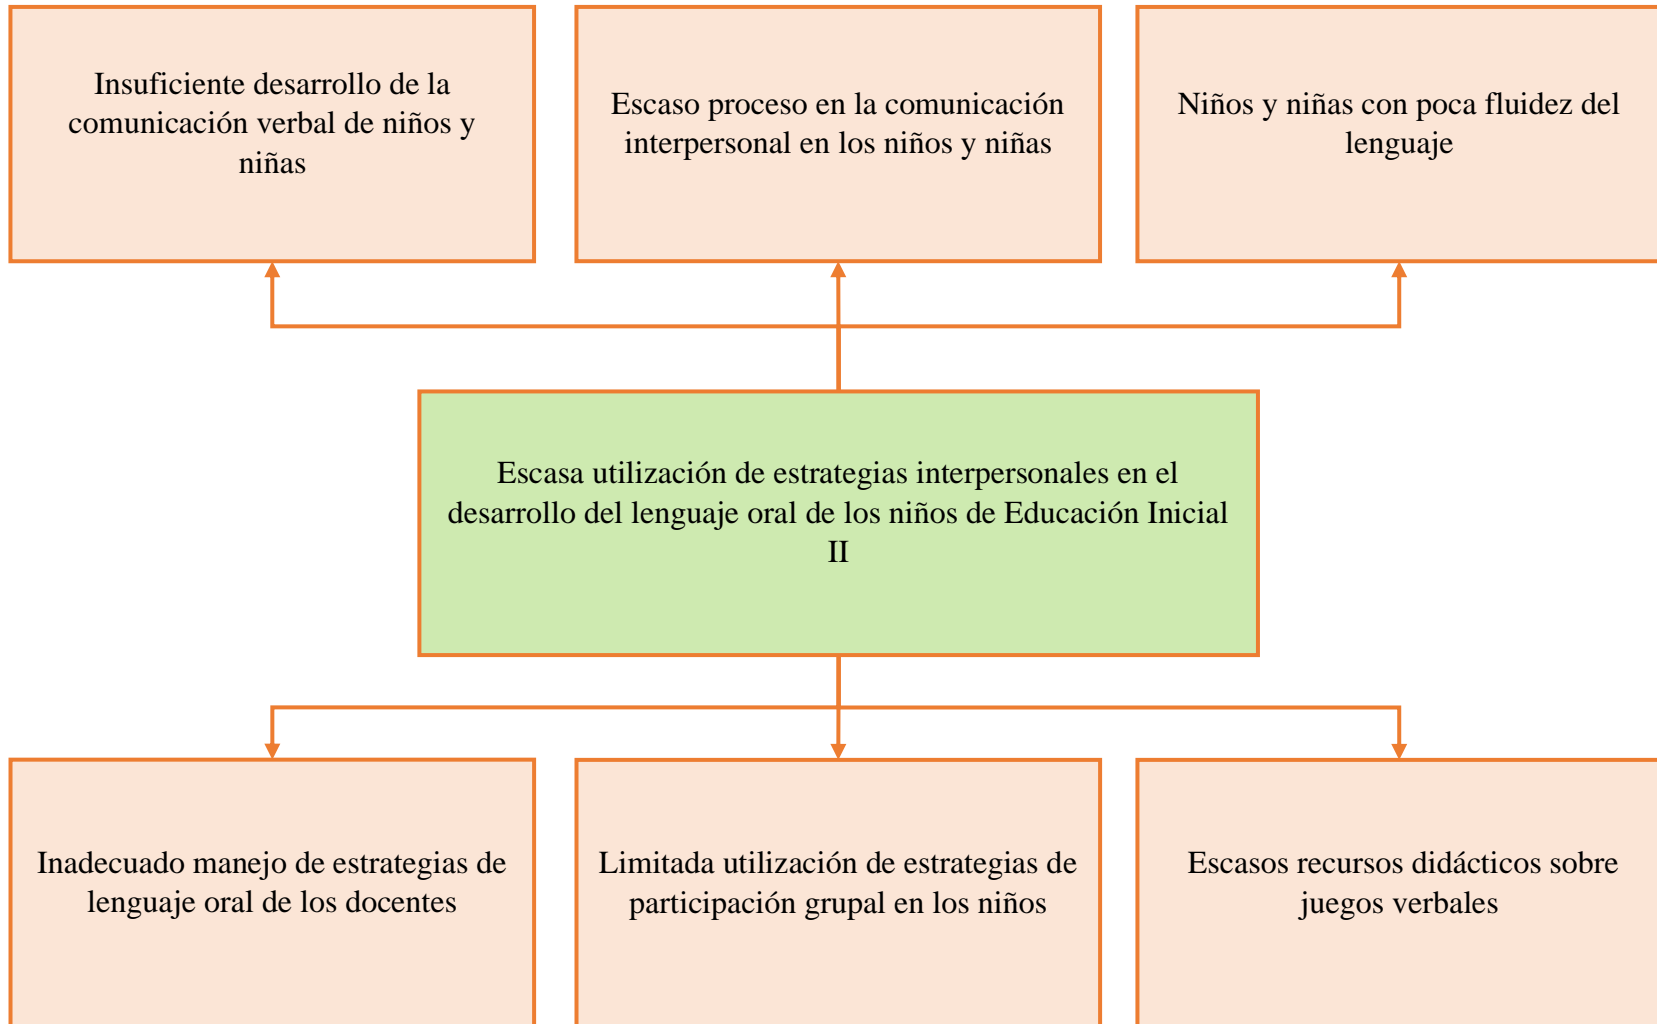 Insuficiente desarrollo de la
comunicación verbal de niños y
niñas
Escaso proceso en la comunicación
interpersonal en los niños y niñas
Niños y niñas con poca fluidez del
lenguaje
Escasa utilización de estrategias interpersonales en el
desarrollo del lenguaje oral de los niños de Educación Inicial
II
Inadecuado manejo de estrategias de
lenguaje oral de los docentes
Limitada utilización de estrategias de
participación grupal en los niños
Escasos recursos didácticos sobre
juegos verbales